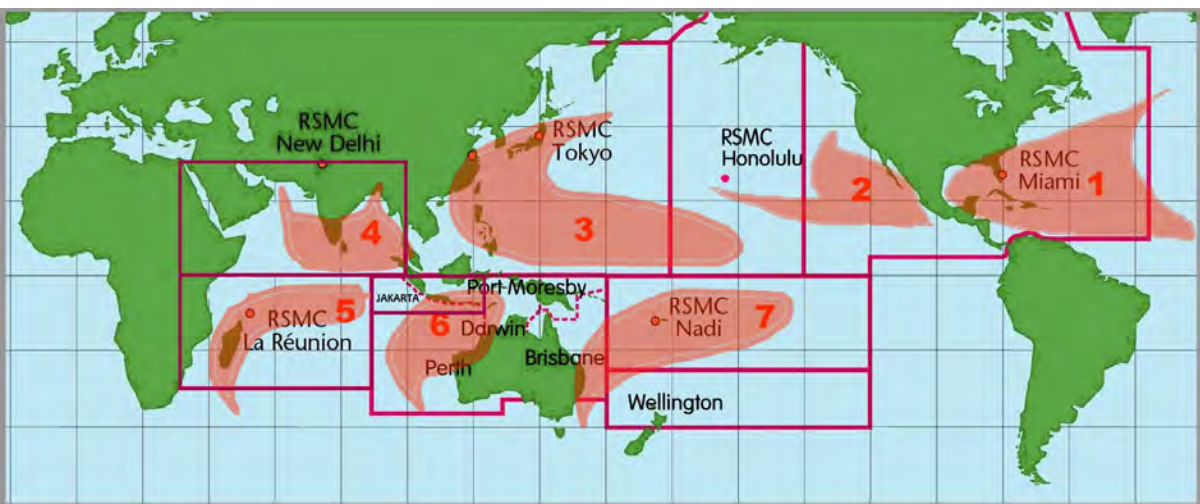 RSMC
New Delhi
RSMC
Tokyo
RSMC
Honolulu
RSMC
Miami
1
2
3
4
5
RSMC
La Réunion
JAKARTA
6
Port Moresby
Darwin
Perth
Brisbane
RSMC
Nadi
7
Wellington